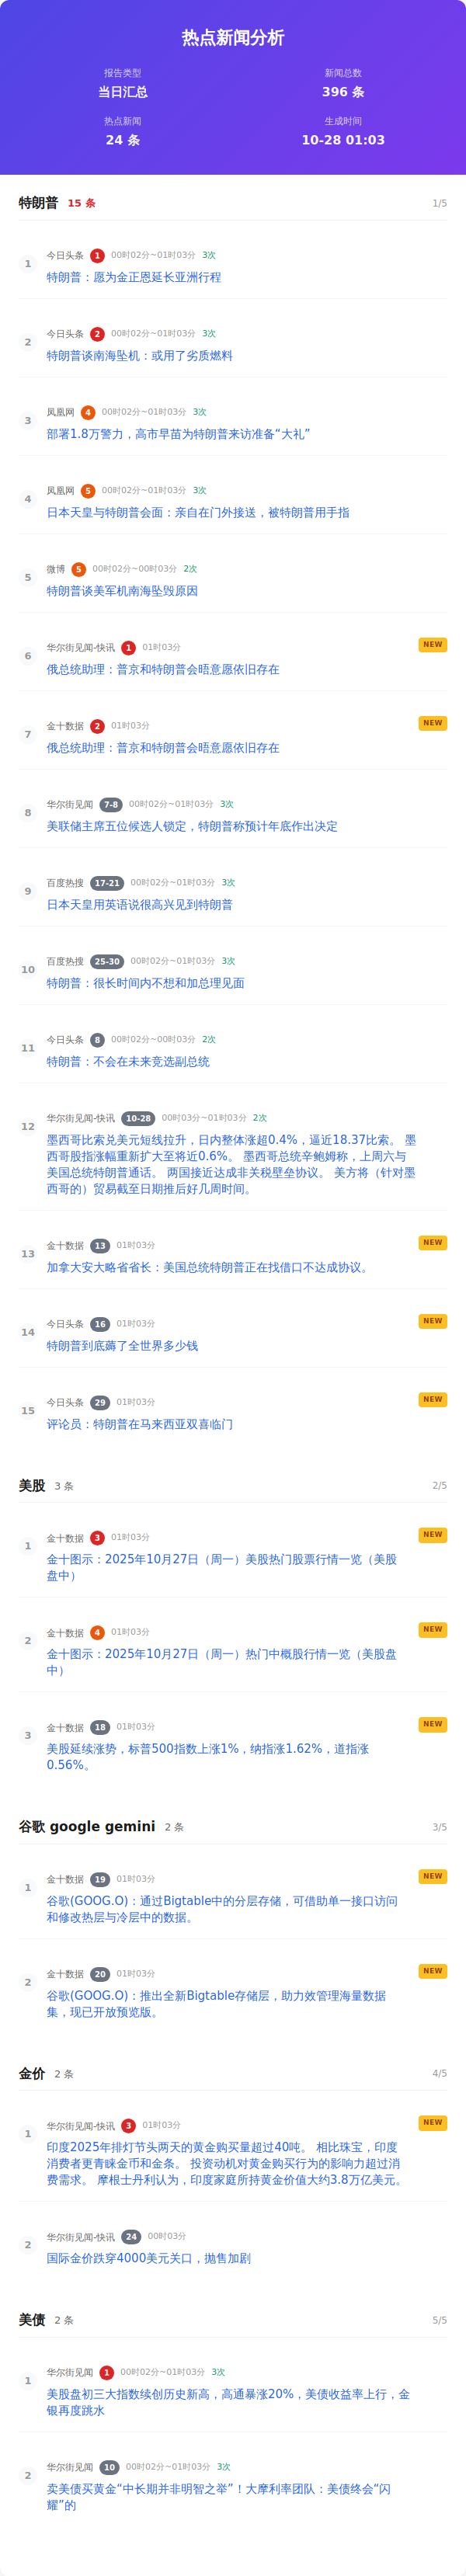 热点新闻分析
报告类型
新闻总数
当日汇总
396 条
热点新闻
生成时间
24 条
10-28 01:03
特朗普 15 条 1/5
1
今日头条 1 00时02分~01时03分 3次
特朗普：愿为金正恩延长亚洲行程
2
今日头条 2 00时02分~01时03分 3次
特朗普谈南海坠机：或用了劣质燃料
3
凤凰网 4 00时02分~01时03分 3次
部署1.8万警力，高市早苗为特朗普来访准备“大礼”
4
凤凰网 5 00时02分~01时03分 3次
日本天皇与特朗普会面：亲自在门外接送，被特朗普用手指
5
微博 5 00时02分~00时03分 2次
特朗普谈美军机南海坠毁原因
6
华尔街见闻-快讯 1 01时03分 NEW
俄总统助理：普京和特朗普会晤意愿依旧存在
7
金十数据 2 01时03分 NEW
俄总统助理：普京和特朗普会晤意愿依旧存在
8
华尔街见闻 7-8 00时02分~01时03分 3次
美联储主席五位候选人锁定，特朗普称预计年底作出决定
9
百度热搜 17-21 00时02分~01时03分 3次
日本天皇用英语说很高兴见到特朗普
10
百度热搜 25-30 00时02分~01时03分 3次
特朗普：很长时间内不想和加总理见面
11
今日头条 8 00时02分~00时03分 2次
特朗普：不会在未来竞选副总统
12
华尔街见闻-快讯 10-28 00时03分~01时03分 2次
墨西哥比索兑美元短线拉升，日内整体涨超0.4%，逼近18.37比索。 墨
西哥股指涨幅重新扩大至将近0.6%。 墨西哥总统辛鲍姆称，上周六与
美国总统特朗普通话。 两国接近达成非关税壁垒协议。 美方将（针对墨
西哥的）贸易截至日期推后好几周时间。
13
金十数据 13 01时03分 NEW
加拿大安大略省省长：美国总统特朗普正在找借口不达成协议。
14
今日头条 16 01时03分 NEW
特朗普到底薅了全世界多少钱
15
今日头条 29 01时03分 NEW
评论员：特朗普在马来西亚双喜临门
美股 3 条 2/5
1
金十数据 3 01时03分 NEW
金十图示：2025年10月27日（周一）美股热门股票行情一览（美股
盘中）
2
金十数据 4 01时03分 NEW
金十图示：2025年10月27日（周一）热门中概股行情一览（美股盘
中）
3
金十数据 18 01时03分 NEW
美股延续涨势，标普500指数上涨1%，纳指涨1.62%，道指涨
0.56%。
谷歌 google gemini 2 条 3/5
1
金十数据 19 01时03分 NEW
谷歌(GOOG.O)：通过Bigtable中的分层存储，可借助单一接口访问
和修改热层与冷层中的数据。
2
金十数据 20 01时03分 NEW
谷歌(GOOG.O)：推出全新Bigtable存储层，助力效管理海量数据
集，现已开放预览版。
金价 2 条 4/5
1
华尔街见闻-快讯 3 01时03分 NEW
印度2025年排灯节头两天的黄金购买量超过40吨。 相比珠宝，印度
消费者更青睐金币和金条。 投资动机对黄金购买行为的影响力超过消
费需求。 摩根士丹利认为，印度家庭所持黄金价值大约3.8万亿美元。
2
华尔街见闻-快讯 24 00时03分
国际金价跌穿4000美元关口，抛售加剧
美债 2 条 5/5
1
华尔街见闻 1 00时02分~01时03分 3次
美股盘初三大指数续创历史新高，高通暴涨20%，美债收益率上行，金
银再度跳水
2
华尔街见闻 10 00时02分~01时03分 3次
卖美债买黄金“中长期并非明智之举”！大摩利率团队：美债终会“闪
耀”的